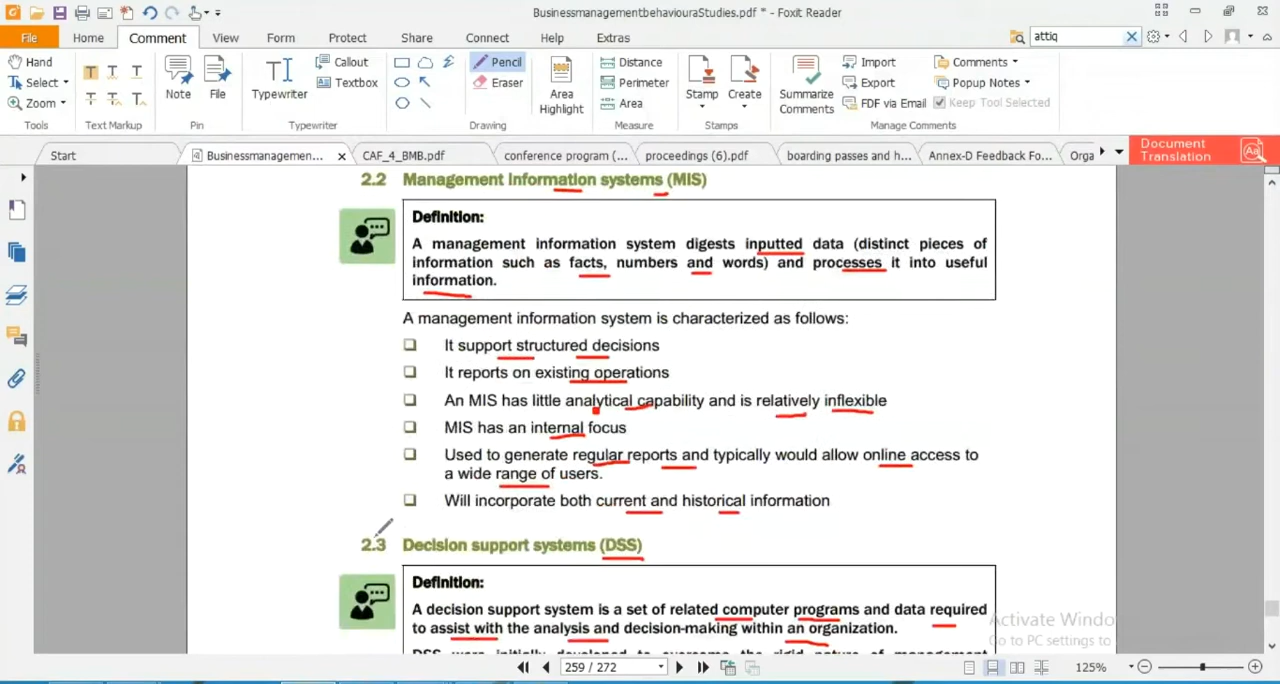 BusinessmanagementbehaviouraStudies.pdf * - Foxit Reader
File Home Comment View Form Protect Share Connect Help Extras attiq
Hand
Select
Zoom
Tools
Text Markup
Note
File
Pin
Typewriter
Callout
Textbox
Typewriter
Pencil
Eraser
Area
Highlight
Drawing
Distance
Perimeter
Area
Measure
Stamp
Create
Stamps
Summarize
Comments
Import
Export
FDF via Email
Comments
Popup Notes
Keep Tool Selected
Manage Comments
Start Businessmanagemen... x CAF_4_BMB.pdf conference program (... proceedings (6).pdf boarding passes and h... Annex-D Feedback Fo... Orga
Document
Translation
2.2 Management information systems (MIS)
Definition:
A management information system digests inputted data (distinct pieces of
information such as facts, numbers and words) and processes it into useful
information.
A management information system is characterized as follows:
It support structured decisions
It reports on existing operations
An MIS has little analytical capability and is relatively inflexible
MIS has an internal focus
Used to generate regular reports and typically would allow online access to
a wide range of users.
Will incorporate both current and historical information
2.3 Decision support systems (DSS)
Definition:
A decision support system is a set of related computer programs and data required
to assist with the analysis and decision-making within an organization.
Activate Windo
Go to PC settings to
259 / 272
125%